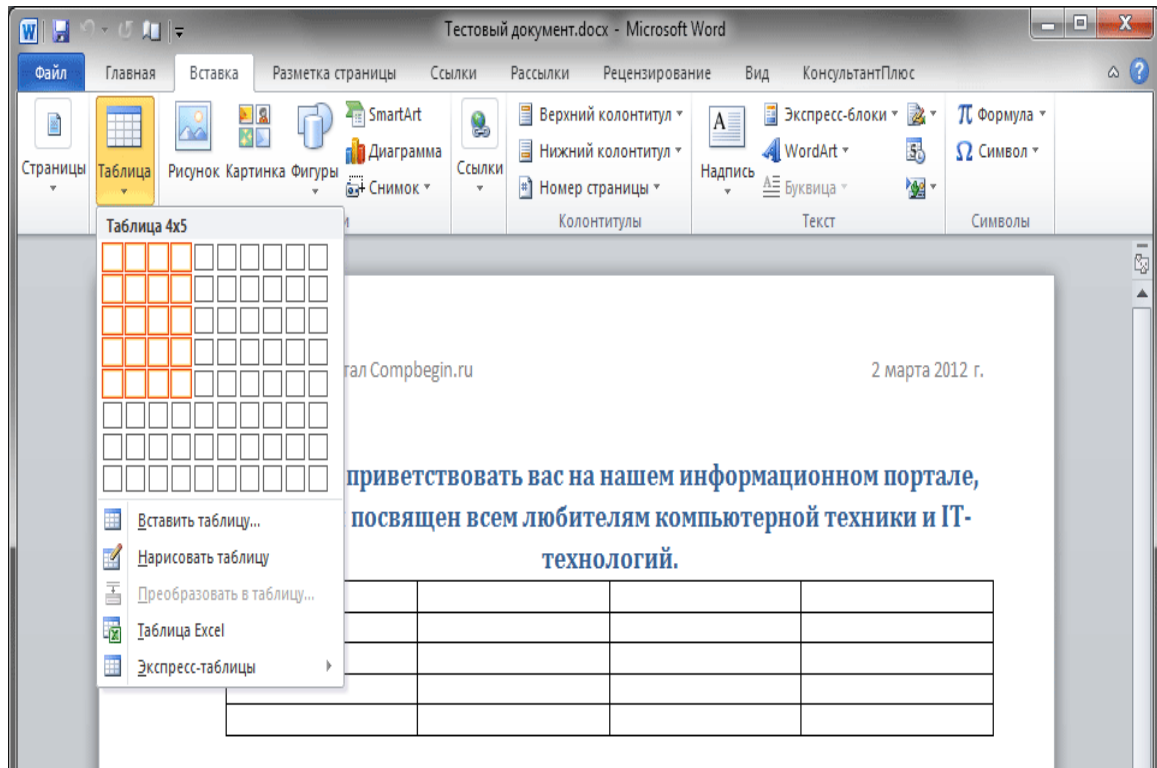 Тестовый документ.docx - Microsoft Word
Файл Главная Вставка Разметка страницы Ссылки Рассылки Рецензирование Вид КонсультантПлюс
Страницы
Таблица
Рисунок Картинка Фигуры
SmartArt
Диаграмма
Снимок
Ссылки
Верхний колонтитул
Нижний колонтитул
Номер страницы
Колонтитулы
Надпись
Экспресс-блоки
WordArt
Буквица
Текст
Формула
Символ
Символы
Таблица 4x5
Вставить таблицу...
Нарисовать таблицу
Преобразовать в таблицу...
Таблица Excel
Экспресс-таблицы
Compbegin.ru 2 марта 2012 г.
приветствовать вас на нашем информационном портале,
посвящен всем любителям компьютерной техники и IT-
технологий.